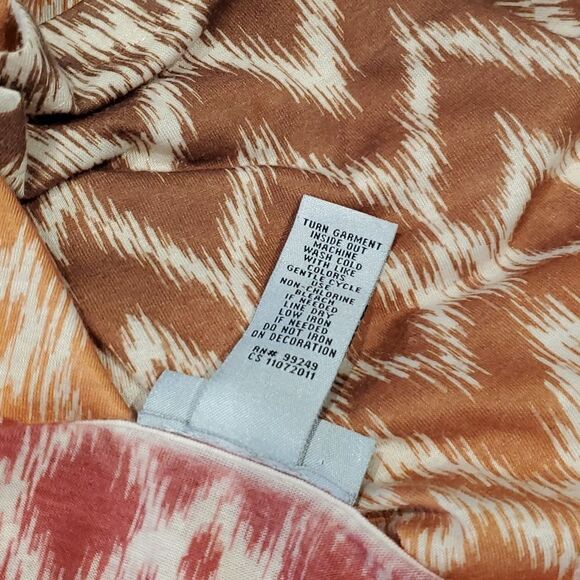 TURN GARMENT
INSIDE OUT
MACHINE
WASH COLD
WITH LIKE
COLORS
GENTLE CYCLE
USE
NON-CHLORINE
BLEACH
IF NEEDED
LINE DRY
LOW IRON
IF NEEDED
DO NOT IRON
ON DECORATION
RN# 99249
CS 11072011